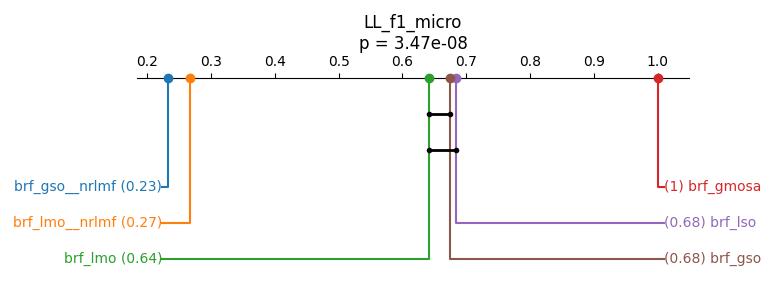 LL_f1_micro
p = 3.47e-08
0.2 0.3 0.4 0.5 0.6 0.7 0.8 0.9 1.0
brf_gso__nrlmf (0.23) (1) brf_gmosa
brf_lmo__nrlmf (0.27) (0.68) brf_lso
brf_lmo (0.64) (0.68) brf_gso